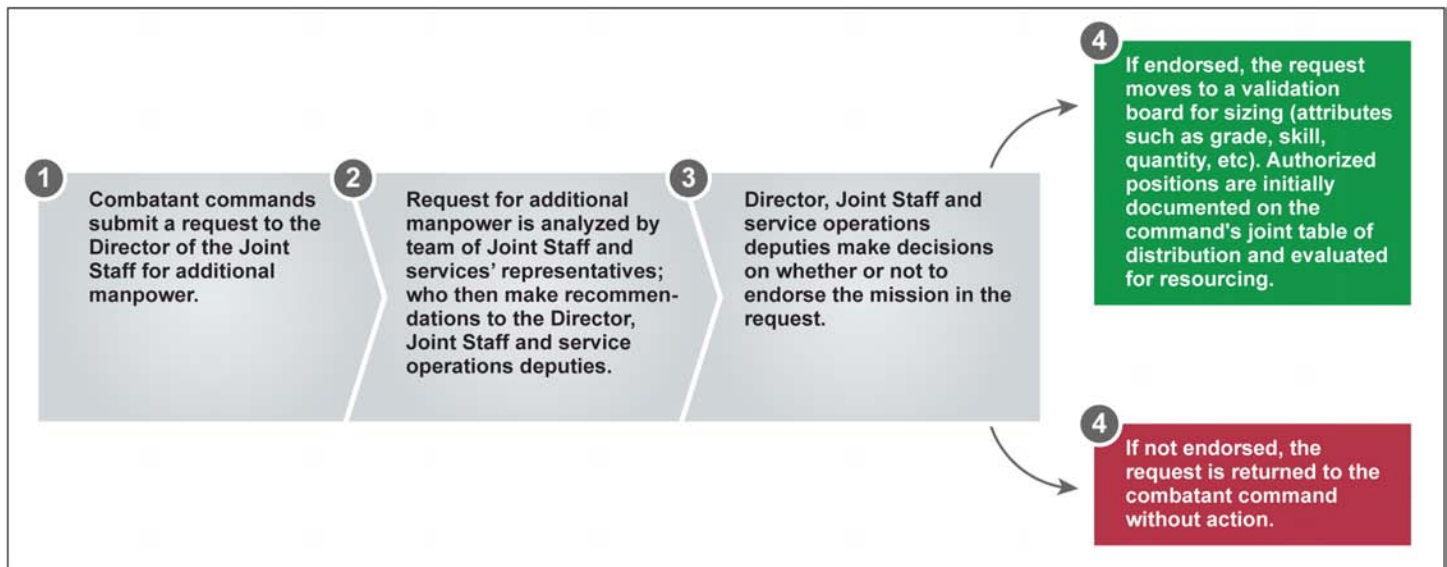 1
Combatant commands
submit a request to the
Director of the Joint
Staff for additional
manpower.
2
Request for additional
manpower is analyzed by
team of Joint Staff and
services’ representatives;
who then make recommen-
dations to the Director,
Joint Staff and service
operations deputies.
3
Director, Joint Staff and
service operations
deputies make decisions
on whether or not to
endorse the mission in the
request.
4
If endorsed, the request
moves to a validation
board for sizing (attributes
such as grade, skill,
quantity, etc). Authorized
positions are initially
documented on the
command's joint table of
distribution and evaluated
for resourcing.
4
If not endorsed, the
request is returned to the
combatant command
without action.